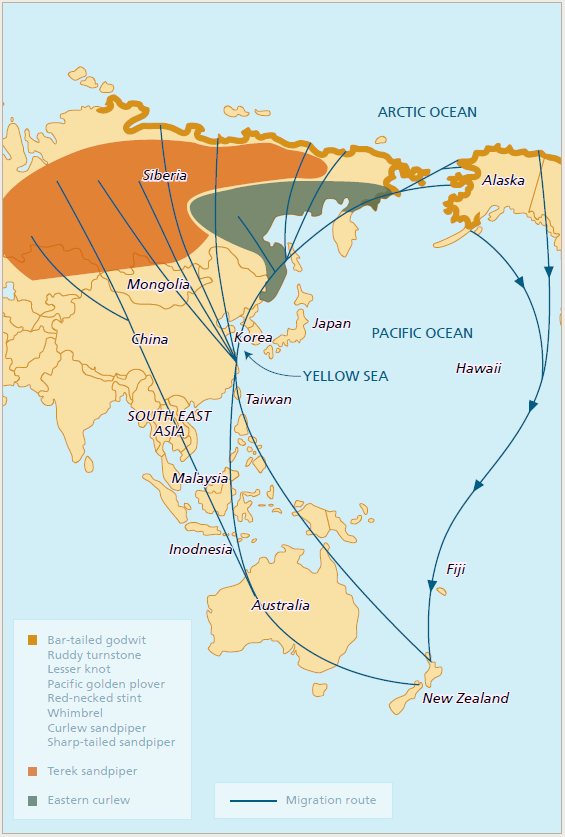 ARCTIC OCEAN
Siberia
Alaska
Mongolia
Japan
China
Korea
PACIFIC OCEAN
Hawaii
YELLOW SEA
Taiwan
SOUTH EAST
ASIA
Malaysia
Inodnesia
Fiji
Australia
New Zealand
Bar-tailed godwit
Ruddy turnstone
Lesser knot
Pacific golden plover
Red-necked stint
Whimbrel
Curlew sandpiper
Sharp-tailed sandpiper
Terek sandpiper
Eastern curlew
Migration route